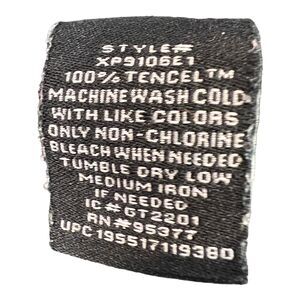 STYLE#
XP9106E1
100% TENCEL™
MACHINE WASH COLD
WITH LIKE COLORS
ONLY NON-CHLORINE
BLEACH WHEN NEEDED
TUMBLE DRY LOW
MEDIUM IRON
IF NEEDED
IC# GT2201
RN# 95377
UPC 195517119380